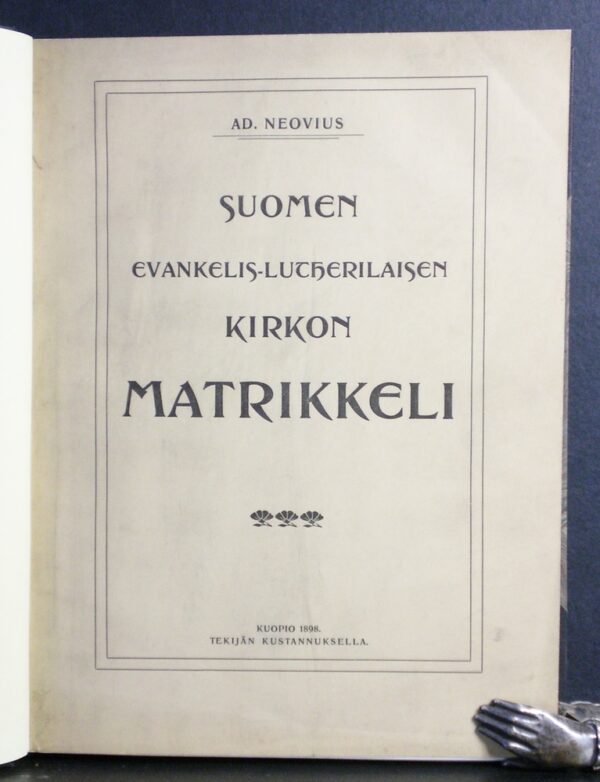 AD. NEOVIUS
SUOMEN
EVANKELIS-LUTHERILAISEN
KIRKON
MATRIKKELI
KUOPIO 1898.
TEKIJÄN KUSTANNUKSELLA.